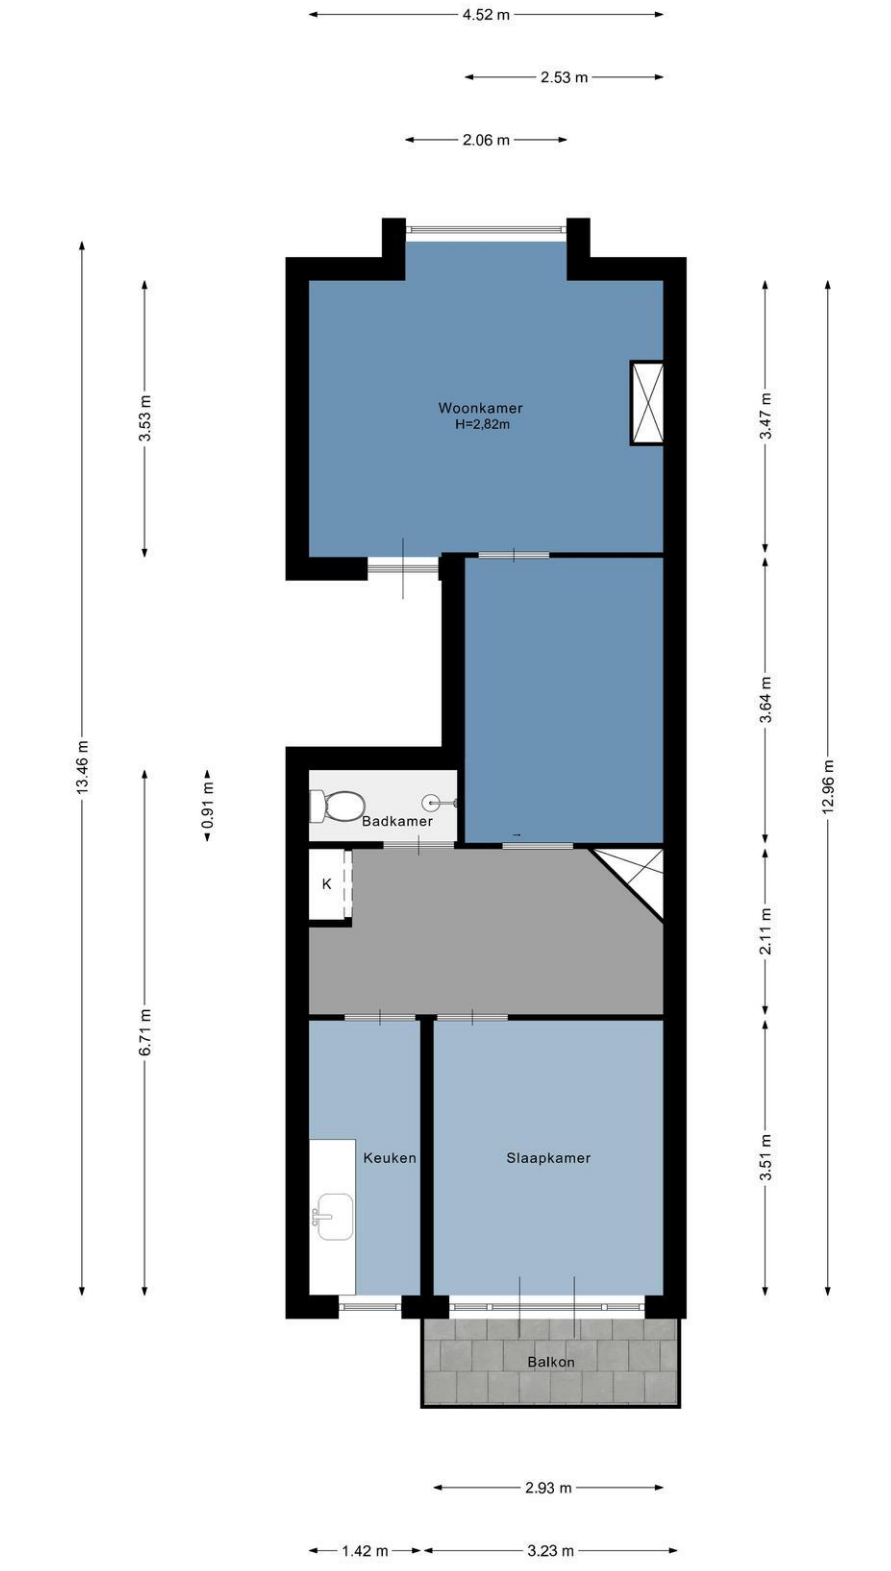 4.52 m
2.53 m
2.06 m
3.53 m
3.47 m
Woonkamer
H=2,82m
13.46 m
3.64 m
12.96 m
0.91 m
Badkamer
K
2.11 m
6.71 m
3.51 m
Keuken
Slaapkamer
Balkon
2.93 m
1.42 m
3.23 m